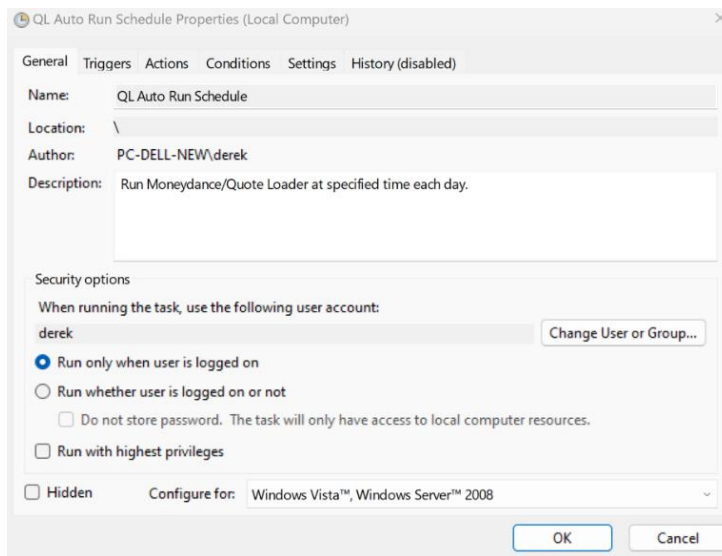 QL Auto Run Schedule Properties (Local Computer)
General Triggers Actions Conditions Settings History (disabled)
Name: QL Auto Run Schedule
Location: \
Author: PC-DELL-NEW\derek
Description: Run Moneydance/Quote Loader at specified time each day.
Security options
When running the task, use the following user account:
derek Change User or Group...
Run only when user is logged on
Run whether user is logged on or not
Do not store password. The task will only have access to local computer resources.
Run with highest privileges
Hidden Configure for: Windows Vista™, Windows Server™ 2008
OK Cancel